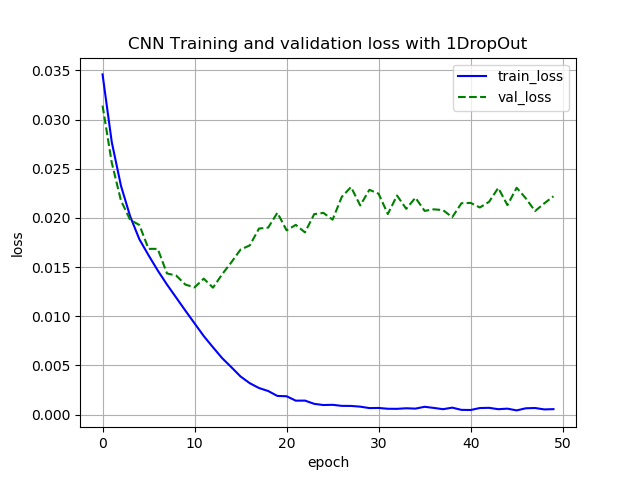 CNN Training and validation loss with 1DropOut
train_loss
val_loss
0.035
0.030
0.025
0.020
0.015
0.010
0.005
0.000
loss
0 10 20 30 40 50
epoch